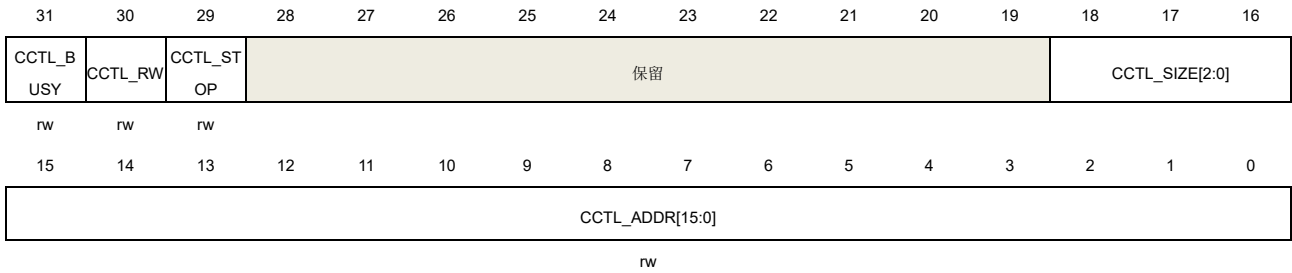 31 30 29 28 27 26 25 24 23 22 21 20 19 18 17 16
CCTL_B
USY
CCTL_RW
CCTL_ST
OP
保留
CCTL_SIZE[2:0]
rw rw rw
15 14 13 12 11 10 9 8 7 6 5 4 3 2 1 0
CCTL_ADDR[15:0]
rw